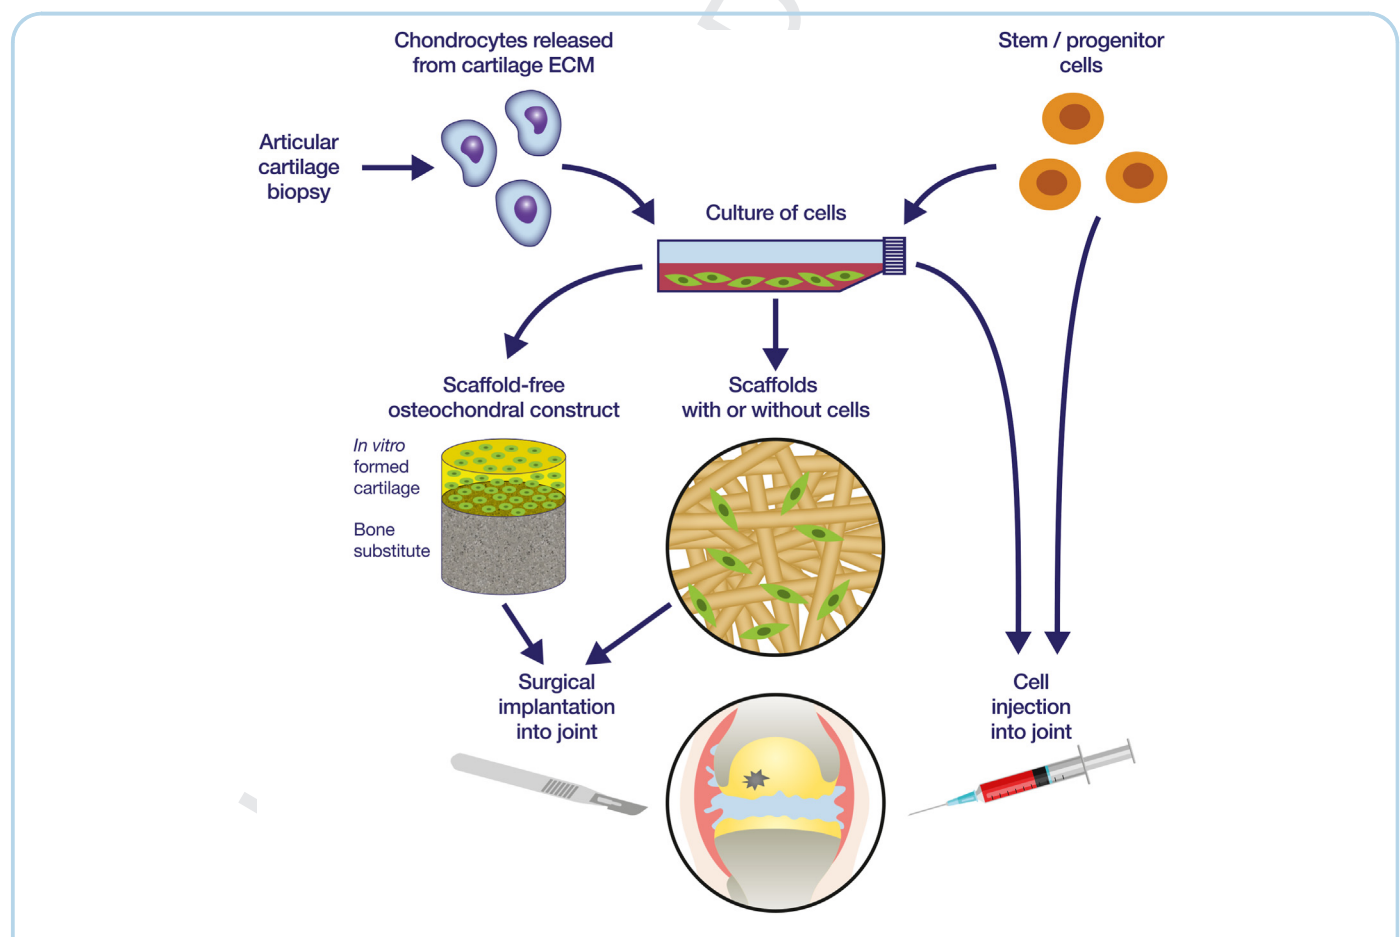 Chondrocytes released
from cartilage ECM
Stem / progenitor
cells
Articular
cartilage
biopsy
Culture of cells
Scaffold-free
osteochondral construct
Scaffolds
with or without cells
In vitro
formed
cartilage
Bone
substitute
Surgical
implantation
into joint
Cell
injection
into joint